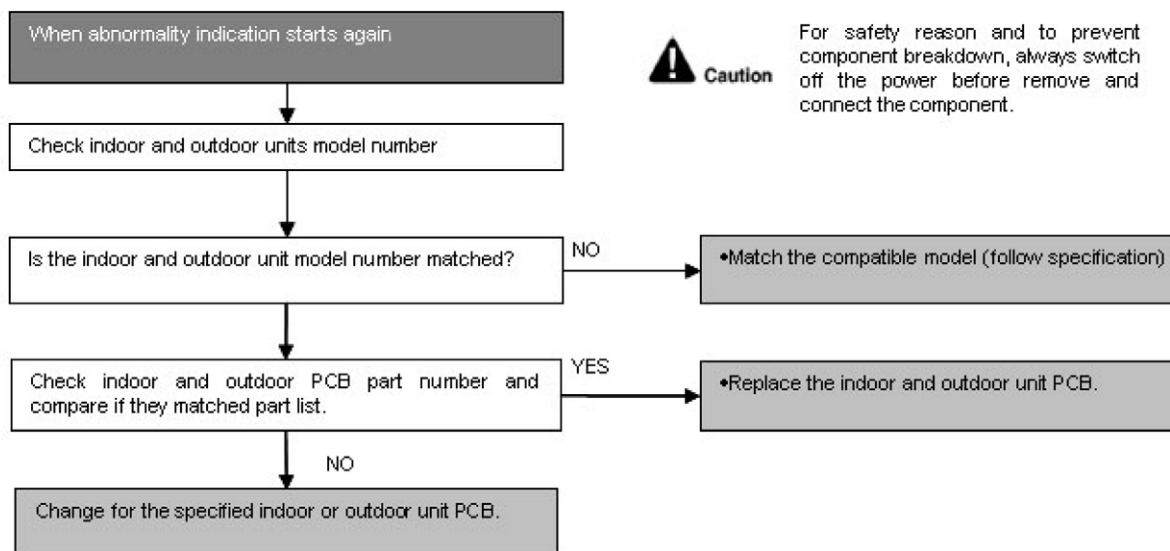 When abnormality indication starts again
For safety reason and to prevent
component breakdown, always switch
off the power before remove and
connect the component.
Caution
Check indoor and outdoor units model number
Is the indoor and outdoor unit model number matched?
NO
•Match the compatible model (follow specification)
Check indoor and outdoor PCB part number and
compare if they matched part list.
YES
•Replace the indoor and outdoor unit PCB.
NO
Change for the specified indoor or outdoor unit PCB.